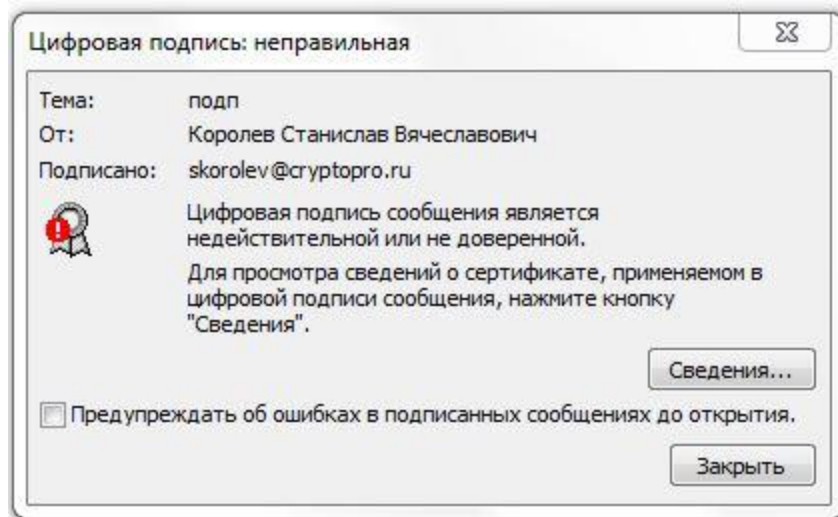 Цифровая подпись: неправильная
Тема: подп
От: Королев Станислав Вячеславович
Подписано: skorolev@cryptopro.ru
Цифровая подпись сообщения является
недействительной или не доверенной.
Для просмотра сведений о сертификате, применяемом в
цифровой подписи сообщения, нажмите кнопку
"Сведения".
Сведения...
Предупреждать об ошибках в подписанных сообщениях до открытия.
Закрыть